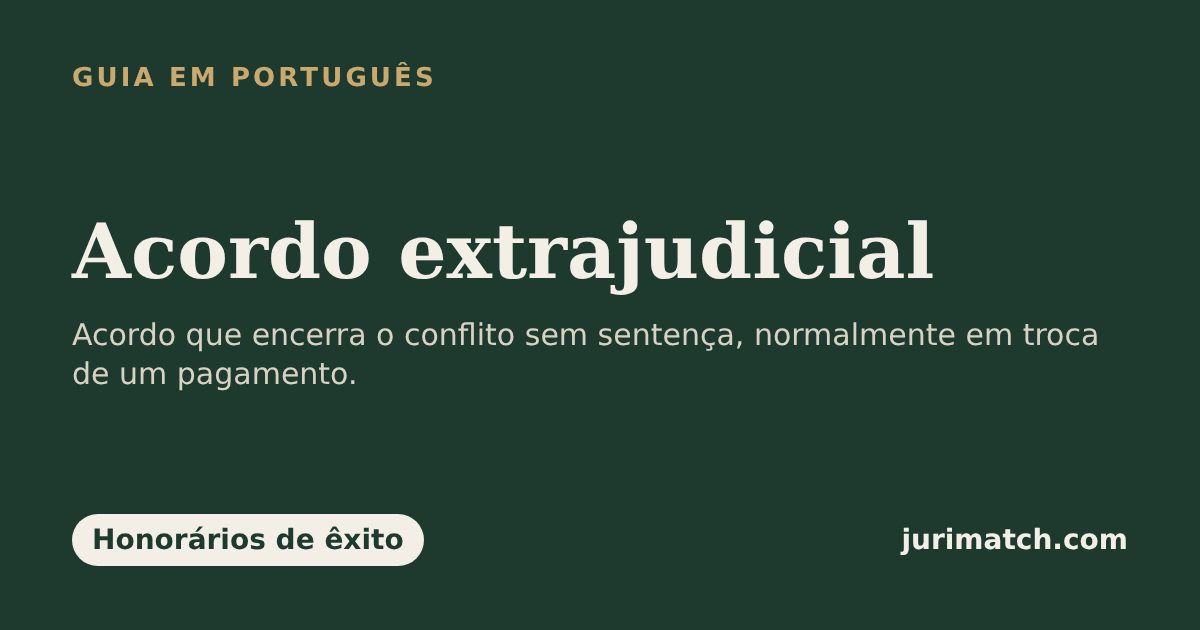 GUIA EM PORTUGUÊS
Acordo extrajudicial
Acordo que encerra o conflito sem sentença, normalmente em troca
de um pagamento.
Honorários de êxito
jurimatch.com